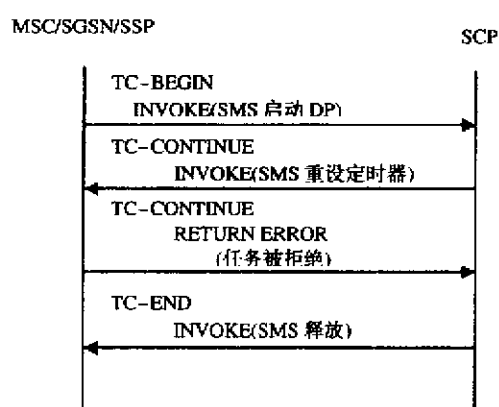 MSC/SGSN/SSP
SCP
TC-BEGIN
INVOKE(SMS 启动 DP)
TC-CONTINUE
INVOKE(SMS 重设定时器)
TC-CONTINUE
RETURN ERROR
(任务被拒绝)
TC-END
INVOKE(SMS 释放)